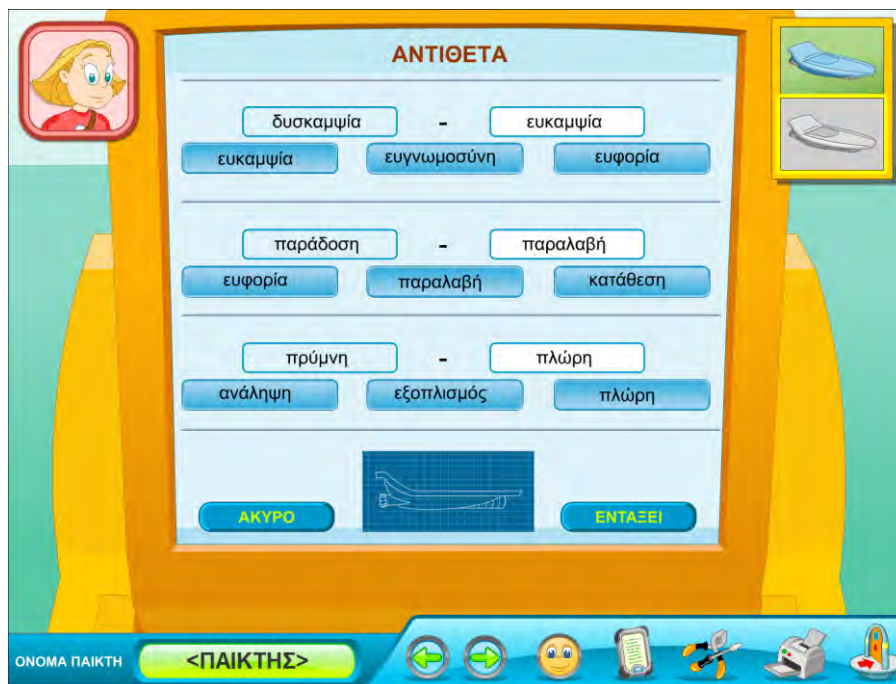 ΑΝΤΙΘΕΤΑ
δυσκαμψία - ευκαμψία
ευκαμψία ευγνωμοσύνη ευφορία
παράδοση - παραλαβή
ευφορία παραλαβή κατάθεση
πρύμνη - πλώρη
ανάληψη εξοπλισμός πλώρη
ΑΚΥΡΟ ΕΝΤΑΞΕΙ
ΟΝΟΜΑ ΠΑΙΚΤΗ <ΠΑΙΚΤΗΣ>